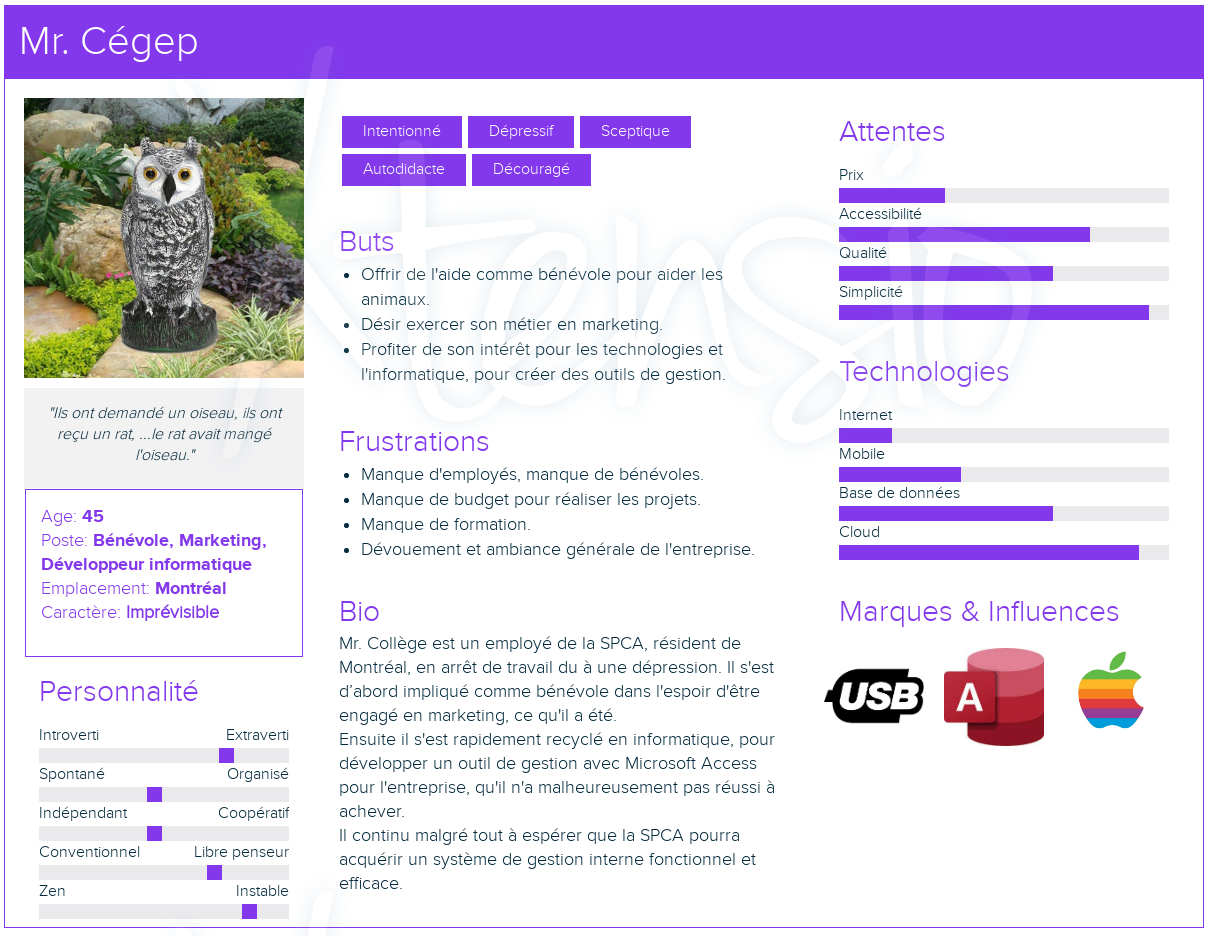 Mr. Cégep
"Ils ont demandé un oiseau, ils ont
reçu un rat, ...le rat avait mangé
l'oiseau."
Age: 45
Poste: Bénévole, Marketing,
Développeur informatique
Emplacement: Montréal
Caractère: Imprévisible
Personnalité
Introverti Extraverti
Spontané Organisé
Indépendant Coopératif
Conventionnel Libre penseur
Zen Instable
Intentionné Dépressif Sceptique
Autodidacte Découragé
Buts
Offrir de l'aide comme bénévole pour aider les
animaux.
Désir exercer son métier en marketing.
Profiter de son intérêt pour les technologies et
l'informatique, pour créer des outils de gestion.
Frustrations
Manque d'employés, manque de bénévoles.
Manque de budget pour réaliser les projets.
Manque de formation.
Dévouement et ambiance générale de l'entreprise.
Bio
Mr. Collège est un employé de la SPCA, résident de
Montréal, en arrêt de travail du à une dépression. Il s'est
d’abord impliqué comme bénévole dans l'espoir d'être
engagé en marketing, ce qu'il a été.
Ensuite il s'est rapidement recyclé en informatique, pour
développer un outil de gestion avec Microsoft Access
pour l'entreprise, qu'il n'a malheureusement pas réussi à
achever.
Il continu malgré tout à espérer que la SPCA pourra
acquérir un système de gestion interne fonctionnel et
efficace.
Attentes
Prix
Accessibilité
Qualité
Simplicité
Technologies
Internet
Mobile
Base de données
Cloud
Marques & Influences
USB
A
Xtensio